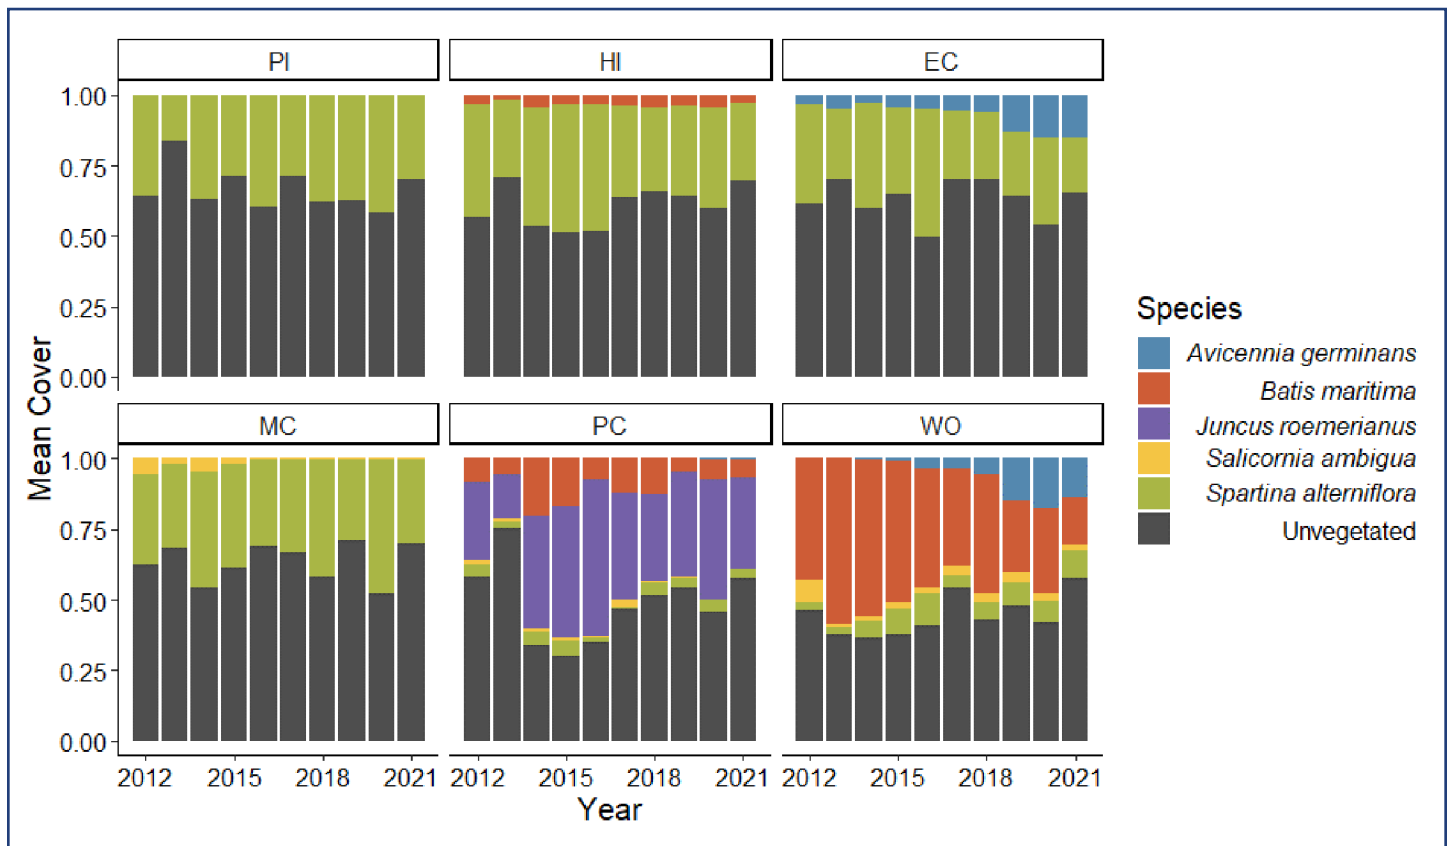 PI
HI
EC
1.00
0.75
0.50
0.25
0.00
MC
PC
WO
1.00
0.75
0.50
0.25
0.00
Mean Cover
2012 2015 2018 2021
2012 2015 2018 2021
2012 2015 2018 2021
Year
Species
Avicennia germinans
Batis maritima
Juncus roemerianus
Salicornia ambigua
Spartina alterniflora
Unvegetated